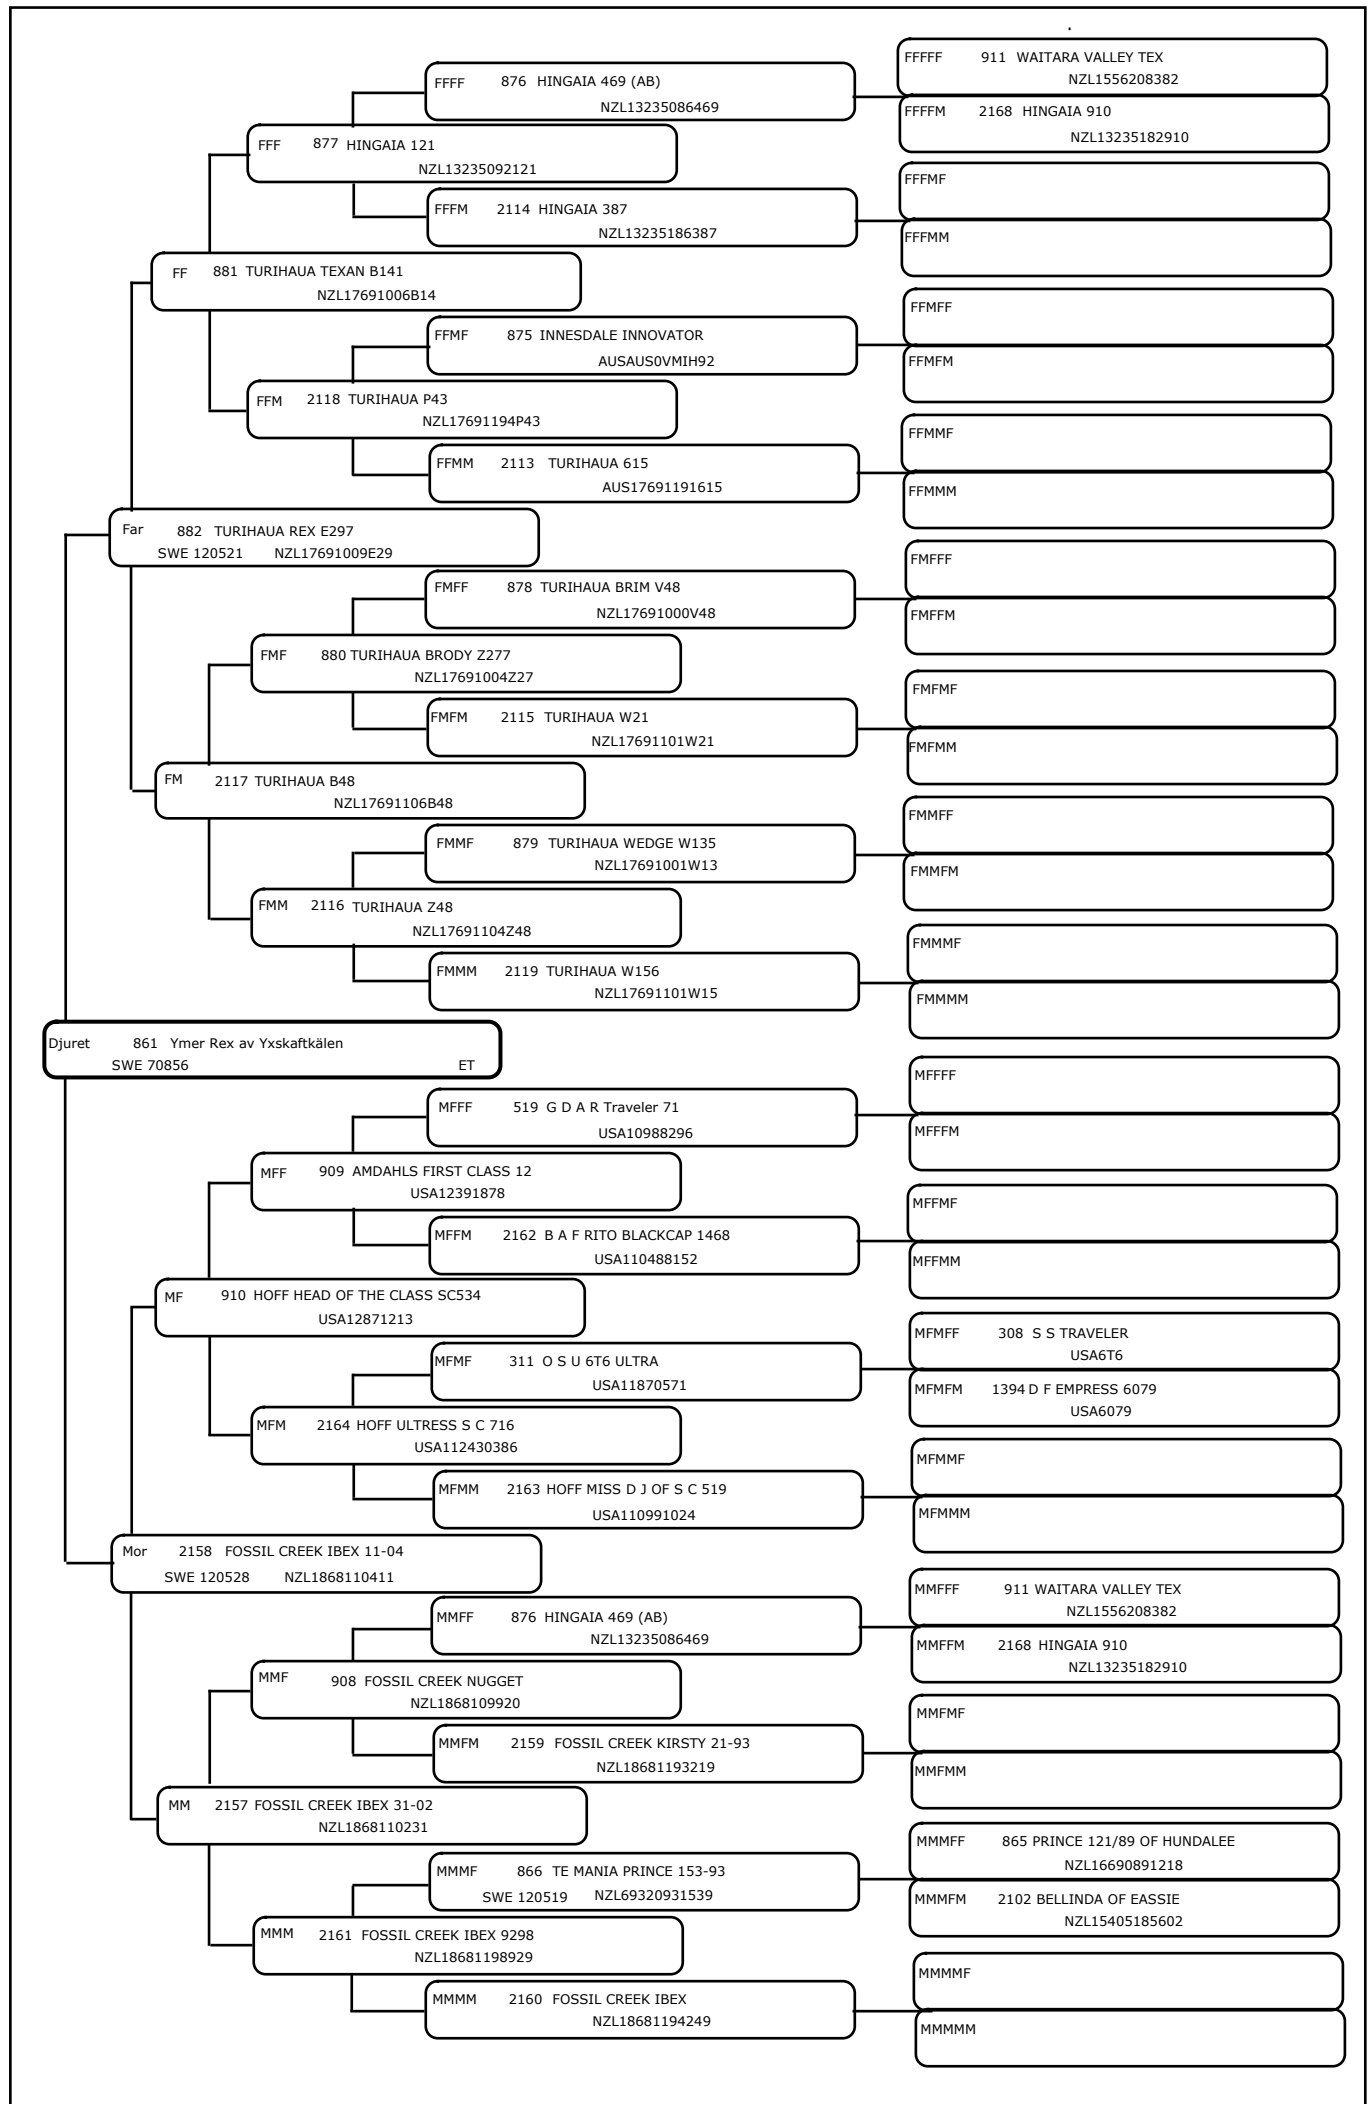 FFFFF 911 WAITARA VALLEY TEX
NZL1556208382
FFFF 876 HINGAIA 469 (AB)
NZL13235086469
FFFFM 2168 HINGAIA 910
NZL13235182910
FFF 877 HINGAIA 121
NZL13235092121
FFFMF
FFFM 2114 HINGAIA 387
NZL13235186387
FFFMM
FF 881 TURIHAUA TEXAN B141
NZL17691006B14
FFMFF
FFMF 875 INNESDALE INNOVATOR
AUSAUS0VMIH92
FFMFM
FFM 2118 TURIHAUA P43
NZL17691194P43
FFMMF
FFMM 2113 TURIHAUA 615
AUS17691191615
FFMMM
Far 882 TURIHAUA REX E297
SWE 120521 NZL17691009E29
FMFFF
FMFF 878 TURIHAUA BRIM V48
NZL17691000V48
FMFFM
FMF 880 TURIHAUA BRODY Z277
NZL17691004Z27
FMFMF
FMFM 2115 TURIHAUA W21
NZL17691101W21
FMFMM
FM 2117 TURIHAUA B48
NZL17691106B48
FMMFF
FMMF 879 TURIHAUA WEDGE W135
NZL17691001W13
FMMFM
FMM 2116 TURIHAUA Z48
NZL17691104Z48
FMMMF
FMMM 2119 TURIHAUA W156
NZL17691101W15
FMMMM
Djuret 861 Ymer Rex av Yxskaftkälen
SWE 70856 ET
MFFFF
MFFF 519 G D A R Traveler 71
USA10988296
MFFFM
MFF 909 AMDAHLS FIRST CLASS 12
USA12391878
MFFMF
MFFM 2162 B A F RITO BLACKCAP 1468
USA110488152
MFFMM
MF 910 HOFF HEAD OF THE CLASS SC534
USA12871213
MFMFF 308 S S TRAVELER
USA6T6
MFMF 311 O S U 6T6 ULTRA
USA11870571
MFMFM 1394 D F EMPRESS 6079
USA6079
MFM 2164 HOFF ULTRESS S C 716
USA112430386
MFMMF
MFMM 2163 HOFF MISS D J OF S C 519
USA110991024
MFMMM
Mor 2158 FOSSIL CREEK IBEX 11-04
SWE 120528 NZL1868110411
MMFFF 911 WAITARA VALLEY TEX
NZL1556208382
MMFF 876 HINGAIA 469 (AB)
NZL13235086469
MMFFM 2168 HINGAIA 910
NZL13235182910
MMF 908 FOSSIL CREEK NUGGET
NZL1868109920
MMFMF
MMFM 2159 FOSSIL CREEK KIRSTY 21-93
NZL18681193219
MMFMM
MM 2157 FOSSIL CREEK IBEX 31-02
NZL1868110231
MMMFF 865 PRINCE 121/89 OF HUNDALEE
NZL16690891218
MMMF 866 TE MANIA PRINCE 153-93
SWE 120519 NZL69320931539
MMMFM 2102 BELLINDA OF EASSIE
NZL15405185602
MMM 2161 FOSSIL CREEK IBEX 9298
NZL18681198929
MMMMF
MMMM 2160 FOSSIL CREEK IBEX
NZL18681194249
MMMMM